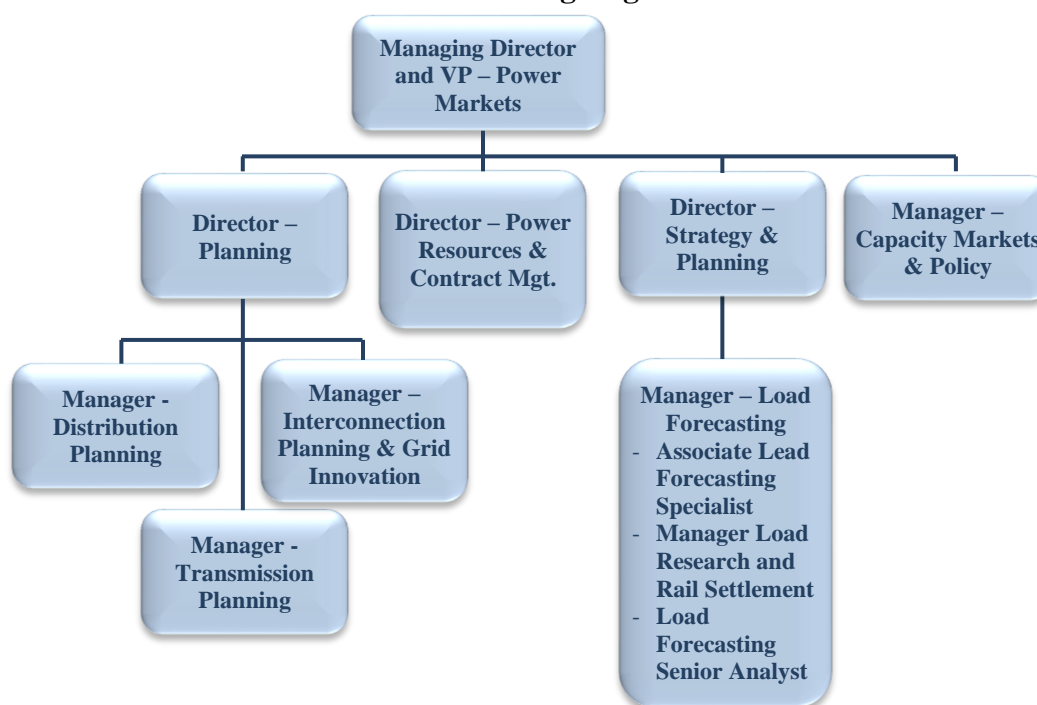 Managing Director
and VP – Power
Markets
Director –
Planning
Director – Power
Resources &
Contract Mgt.
Director –
Strategy &
Planning
Manager –
Capacity Markets
& Policy
Manager -
Distribution
Planning
Manager –
Interconnection
Planning & Grid
Innovation
Manager -
Transmission
Planning
Manager – Load
Forecasting
- Associate Lead
Forecasting
Specialist
- Manager Load
Research and
Rail Settlement
- Load
Forecasting
Senior Analyst